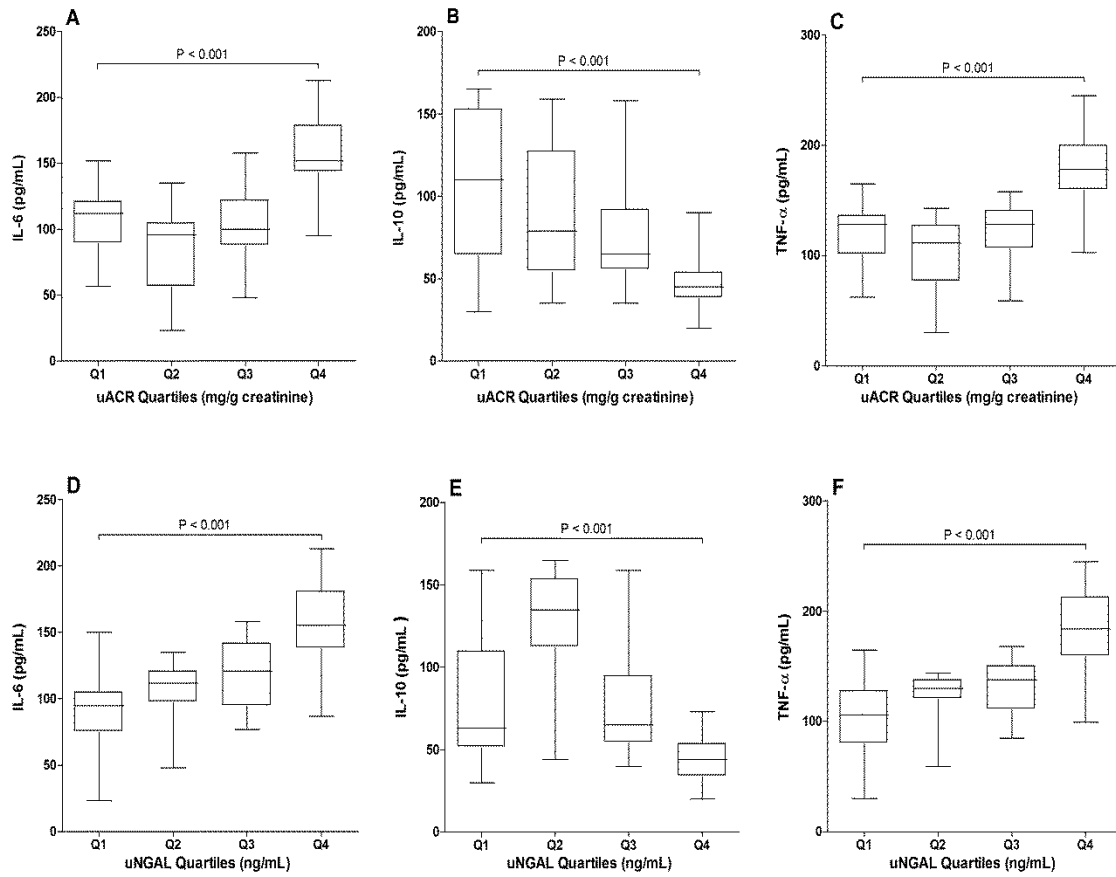 A
250
200
150
100
50
0
IL-6 (pg/mL)
P < 0.001
Q1 Q2 Q3 Q4
uACR Quartiles (mg/g creatinine)
B
200
150
100
50
0
IL-10 (pg/mL)
P < 0.001
Q1 Q2 Q3 Q4
uACR Quartiles (mg/g creatinine)
C
300
200
100
0
TNF-α (pg/mL)
P < 0.001
Q1 Q2 Q3 Q4
uACR Quartiles (mg/g creatinine)
D
250
200
150
100
50
0
IL-6 (pg/mL)
P < 0.001
Q1 Q2 Q3 Q4
uNGAL Quartiles (ng/mL)
E
200
150
100
50
0
IL-10 (pg/mL )
P < 0.001
Q1 Q2 Q3 Q4
uNGAL Quartiles (ng/mL)
F
300
200
100
0
TNF-α (pg/mL)
P < 0.001
Q1 Q2 Q3 Q4
uNGAL Quartiles (ng/mL)